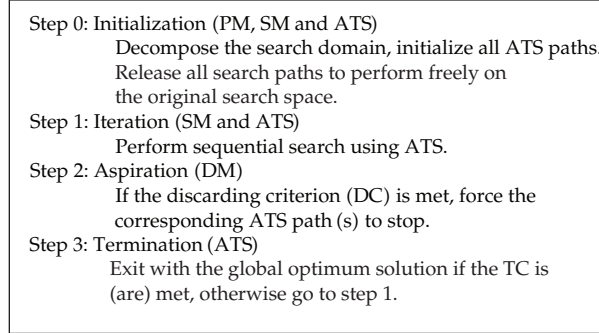 Step 0: Initialization (PM, SM and ATS)
Decompose the search domain, initialize all ATS paths.
Release all search paths to perform freely on
the original search space.
Step 1: Iteration (SM and ATS)
Perform sequential search using ATS.
Step 2: Aspiration (DM)
If the discarding criterion (DC) is met, force the
corresponding ATS path (s) to stop.
Step 3: Termination (ATS)
Exit with the global optimum solution if the TC is
(are) met, otherwise go to step 1.